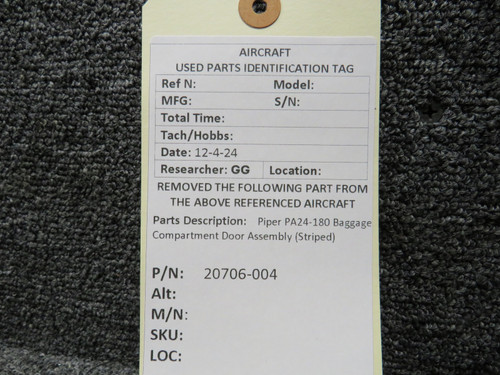 AIRCRAFT
USED PARTS IDENTIFICATION TAG
Ref N: Model:
MFG: S/N:
Total Time:
Tach/Hobbs:
Date: 12-4-24
Researcher: GG Location:
REMOVED THE FOLLOWING PART FROM
THE ABOVE REFERENCED AIRCRAFT
Parts Description: Piper PA24-180 Baggage
Compartment Door Assembly (Striped)
P/N: 20706-004
Alt:
M/N:
SKU:
LOC: